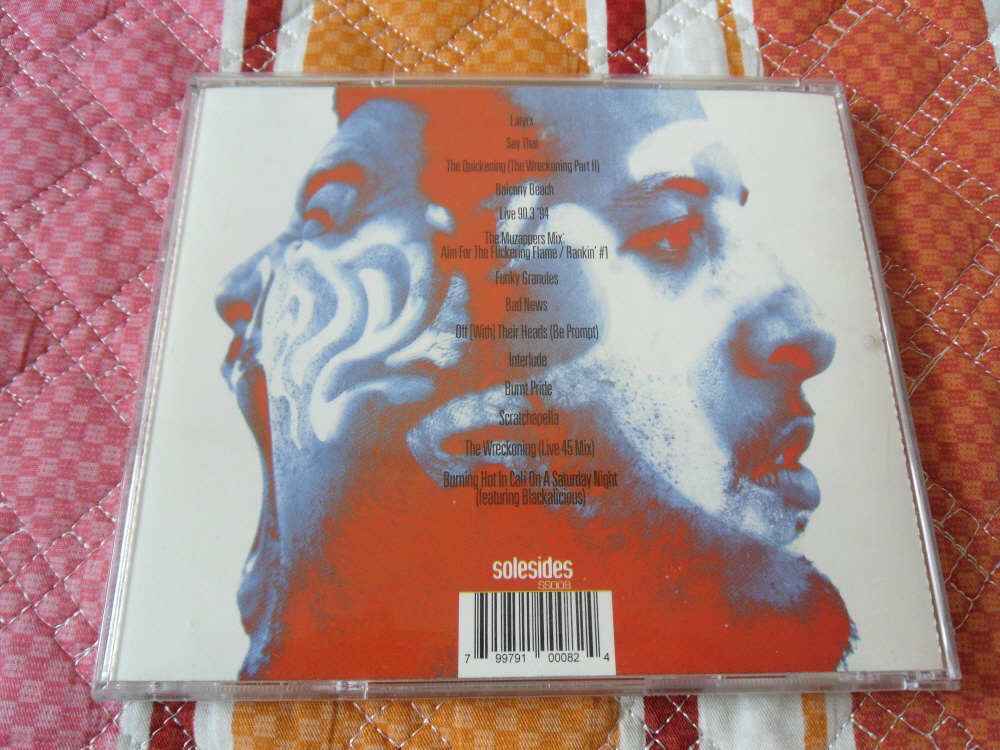 Latyrx
Say That
The Quickening (The Wreckoning Part II)
Balcony Beach
Live 90.3 '94
The Muzappers Mix:
Aim For The Flickering Flame / Rankin' #1
Funky Granules
Bad News
Off [With] Their Heads (Be Prompt)
Interlude
Burnt Pride
Scratchapella
The Wreckoning (Live 45 Mix)
Burning Hot In Cali On A Saturday Night
(featuring Blackalicious)
solesides
SS008
7 99791 00082 4